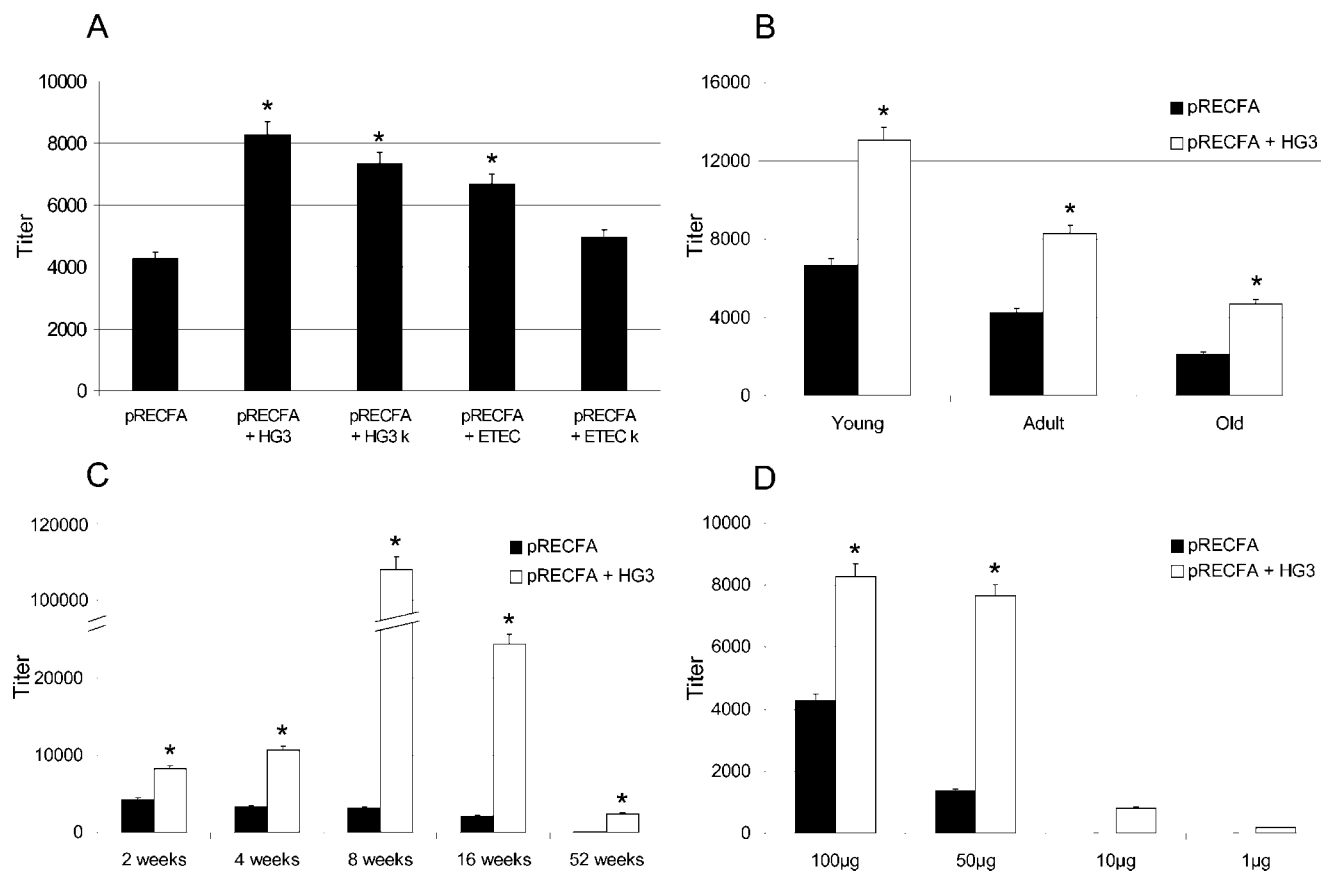 A
10000
8000
6000
4000
2000
0
Titer
* * *
pRECFA
pRECFA + HG3
pRECFA + HG3 k
pRECFA + ETEC
pRECFA + ETEC k
B
16000
12000
8000
4000
0
Titer
pRECFA
pRECFA + HG3
* * *
Young Adult Old
C
120000
100000
20000
10000
0
Titer
pRECFA
pRECFA + HG3
* * * * *
2 weeks 4 weeks 8 weeks 16 weeks 52 weeks
D
10000
8000
6000
4000
2000
0
Titer
pRECFA
pRECFA + HG3
* *
100µg 50µg 10µg 1µg